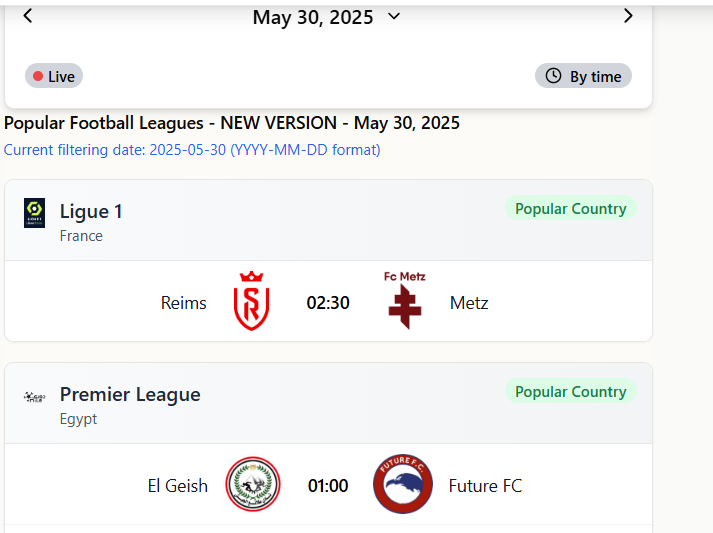 May 30, 2025
Live
By time
Popular Football Leagues - NEW VERSION - May 30, 2025
Current filtering date: 2025-05-30 (YYYY-MM-DD format)
Ligue 1
Popular Country
France
Fc Metz
Reims
02:30
Metz
Premier League
Popular Country
Egypt
FUTURE F.C.
El Geish
01:00
Future FC